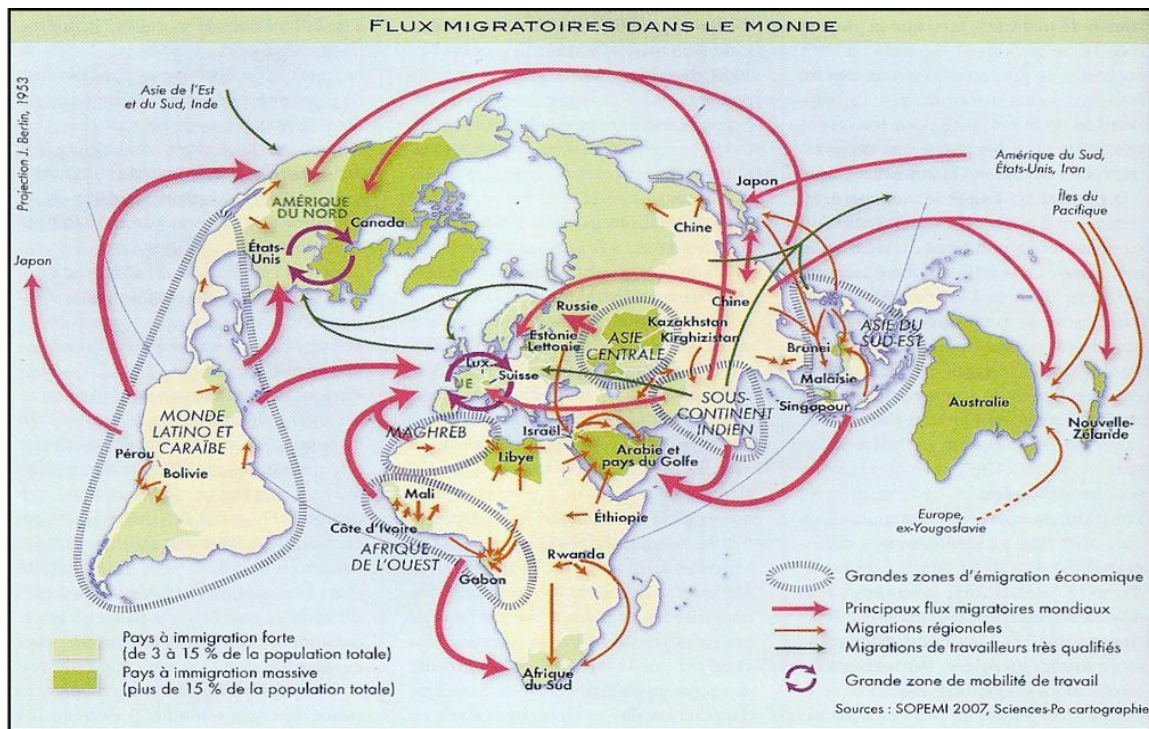 FLUX MIGRATOIRES DANS LE MONDE
Projection J. Bertin, 1953
Asie de l'Est
et du Sud, Inde
Amérique du Sud,
États-Unis, Iran
Îles du
Pacifique
Japon
Japon
AMÉRIQUE
DU NORD
Canada
États-
Unis
Chine
Chine
Russie
Estonie
Lettonie
Kazakhstan
Kirghizistan
ASIE
CENTRALE
ASIE DU
SUD-EST
Brunei
Malaisie
Singapour
Lux.
UE
Suisse
SOUS-
CONTINENT
INDIEN
Australie
Nouvelle-
Zélande
MONDE
LATINO ET
CARAÏBE
Pérou
Bolivie
MAGHREB
Israël
Libye
Arabie et
pays du Golfe
Mali
Côte d'Ivoire
AFRIQUE
DE L'OUEST
Éthiopie
Rwanda
Gabon
Afrique
du Sud
Europe,
ex-Yougoslavie
Pays à immigration forte
(de 3 à 15 % de la population totale)
Pays à immigration massive
(plus de 15 % de la population totale)
Grandes zones d'émigration économique
Principaux flux migratoires mondiaux
Migrations régionales
Migrations de travailleurs très qualifiés
Grande zone de mobilité de travail
Sources : SOPEMI 2007, Sciences-Po cartographie